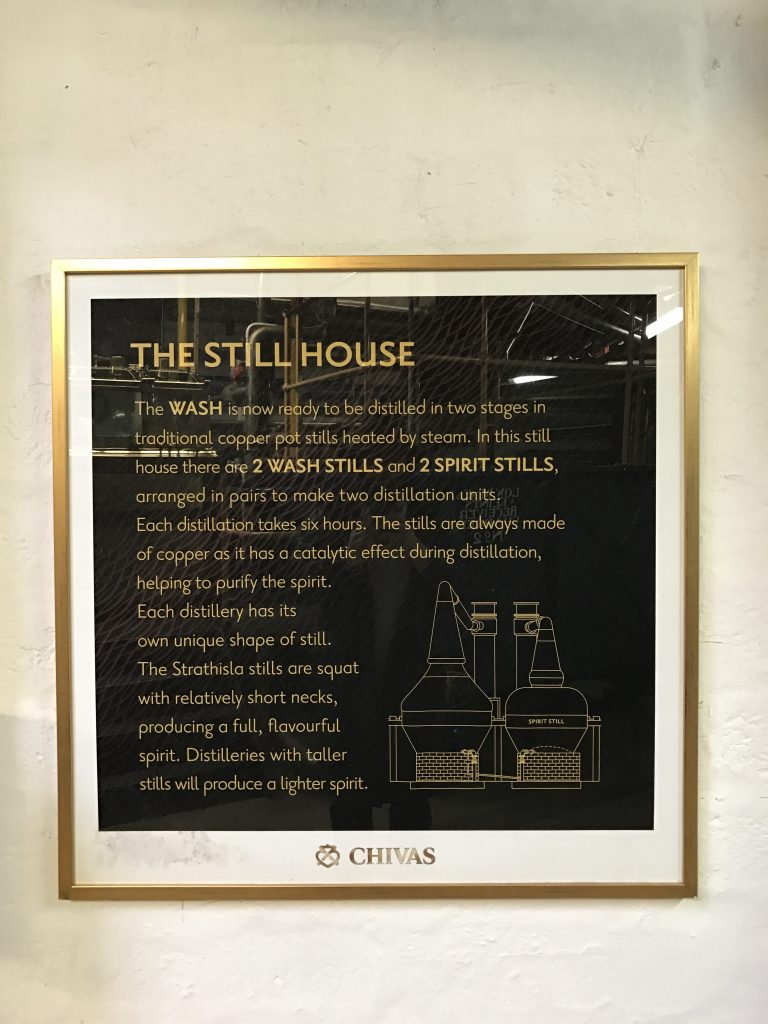 THE STILL HOUSE
The WASH is now ready to be distilled in two stages in
traditional copper pot stills heated by steam. In this still
house there are 2 WASH STILLS and 2 SPIRIT STILLS,
arranged in pairs to make two distillation units.
Each distillation takes six hours. The stills are always made
of copper as it has a catalytic effect during distillation,
helping to purify the spirit.
Each distillery has its
own unique shape of still.
The Strathisla stills are squat
with relatively short necks,
producing a full, flavourful
spirit. Distilleries with taller
stills will produce a lighter spirit.
SPIRIT STILL
CHIVAS